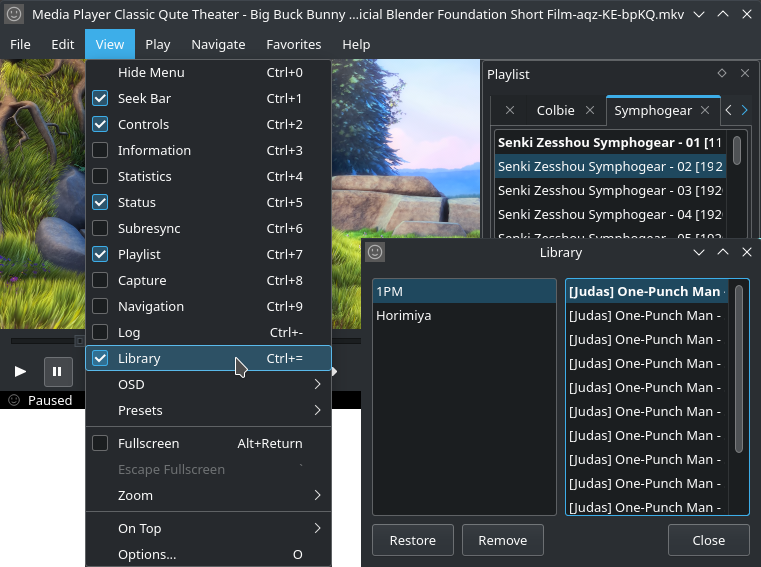 Media Player Classic Qute Theater - Big Buck Bunny ...icial Blender Foundation Short Film-aqz-KE-bpKQ.mkv
File Edit View Play Navigate Favorites Help
Hide Menu Ctrl+0
Seek Bar Ctrl+1
Controls Ctrl+2
Information Ctrl+3
Statistics Ctrl+4
Status Ctrl+5
Subresync Ctrl+6
Playlist Ctrl+7
Capture Ctrl+8
Navigation Ctrl+9
Log Ctrl+-
Library Ctrl+=
OSD
Presets
Fullscreen Alt+Return
Escape Fullscreen `
Zoom
On Top
Options... O
Paused
Playlist
Colbie Symphogear
Senki Zesshou Symphogear - 01 [11
Senki Zesshou Symphogear - 02 [192
Senki Zesshou Symphogear - 03 [192
Senki Zesshou Symphogear - 04 [192
Senki Zesshou Symphogear - 05 [192
Library
1PM
Horimiya
[Judas] One-Punch Man -
[Judas] One-Punch Man -
[Judas] One-Punch Man -
[Judas] One-Punch Man -
[Judas] One-Punch Man -
[Judas] One-Punch Man -
[Judas] One-Punch Man -
[Judas] One-Punch Man -
[Judas] One-Punch Man -
[Judas] One-Punch Man -
Restore Remove Close